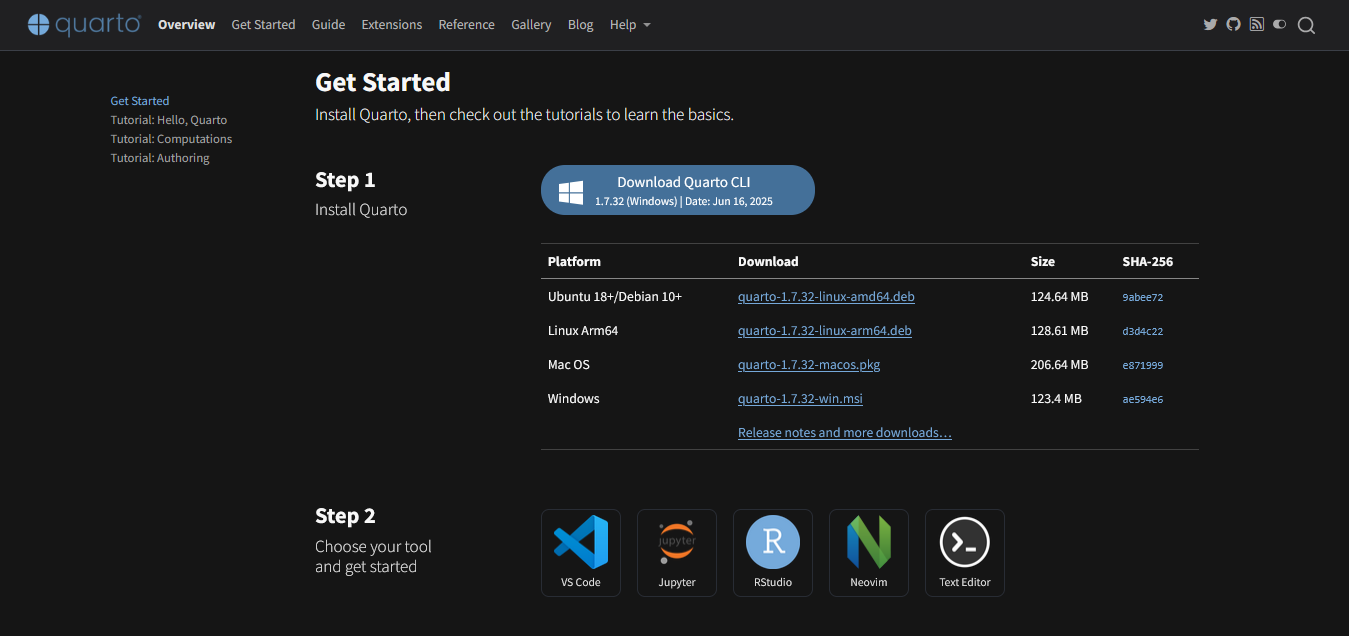 quarto
Overview Get Started Guide Extensions Reference Gallery Blog Help
Get Started
Tutorial: Hello, Quarto
Tutorial: Computations
Tutorial: Authoring
Get Started
Install Quarto, then check out the tutorials to learn the basics.
Step 1
Install Quarto
Download Quarto CLI
1.7.32 (Windows) | Date: Jun 16, 2025
Platform Download Size SHA-256
Ubuntu 18+/Debian 10+ quarto-1.7.32-linux-amd64.deb 124.64 MB 9abee72
Linux Arm64 quarto-1.7.32-linux-arm64.deb 128.61 MB d3d4c22
Mac OS quarto-1.7.32-macos.pkg 206.64 MB e871999
Windows quarto-1.7.32-win.msi 123.4 MB ae594e6
Release notes and more downloads…
Step 2
Choose your tool
and get started
jupyter R
VS Code Jupyter RStudio Neovim Text Editor